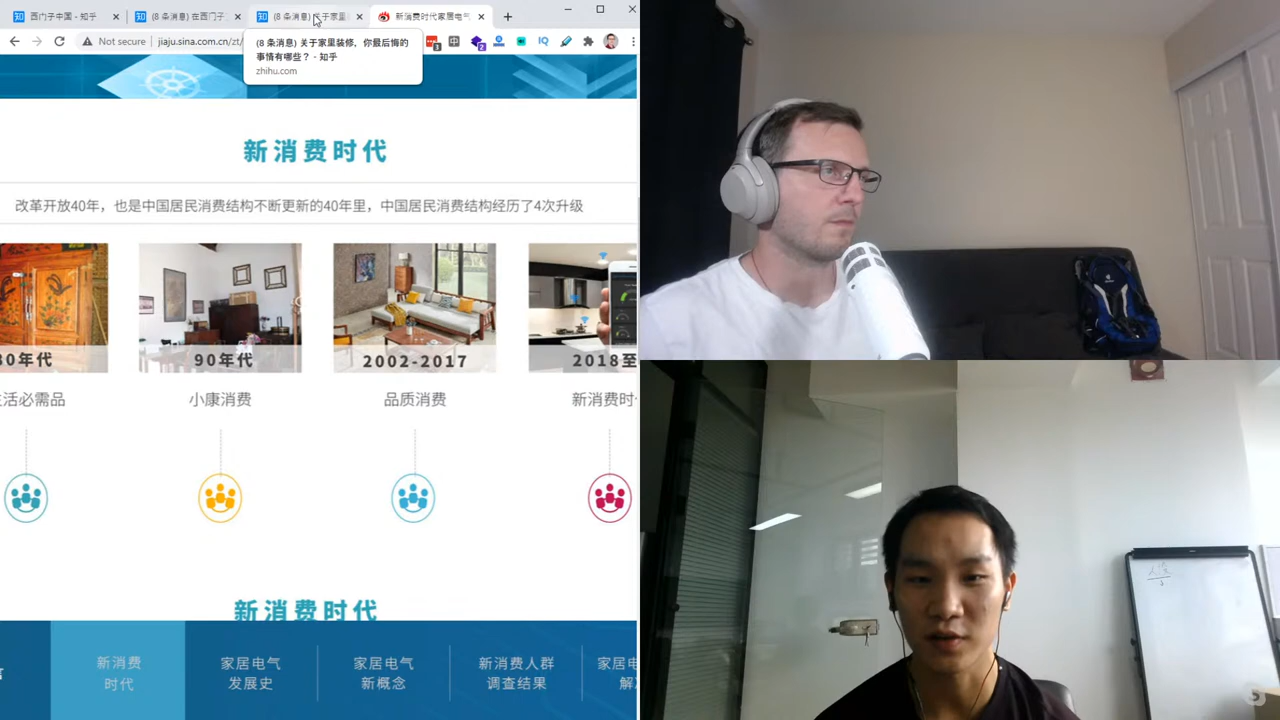 西门子中国 - 知乎
(8 条消息) 在西门子
(8 条消息) 关于家里
新消费时代家居电气
Not secure
jiaju.sina.com.cn/zt/
(8 条消息) 关于家里装修，你最后悔的
事情有哪些？ - 知乎
zhihu.com
3
2
IQ
新消费时代
改革开放40年，也是中国居民消费结构不断更新的40年里，中国居民消费结构经历了4次升级
80年代
90年代
2002-2017
2018至
活必需品
小康消费
品质消费
新消费时
新消费时代
新消费
时代
家居电气
发展史
家居电气
新概念
新消费人群
调查结果
家居电
解